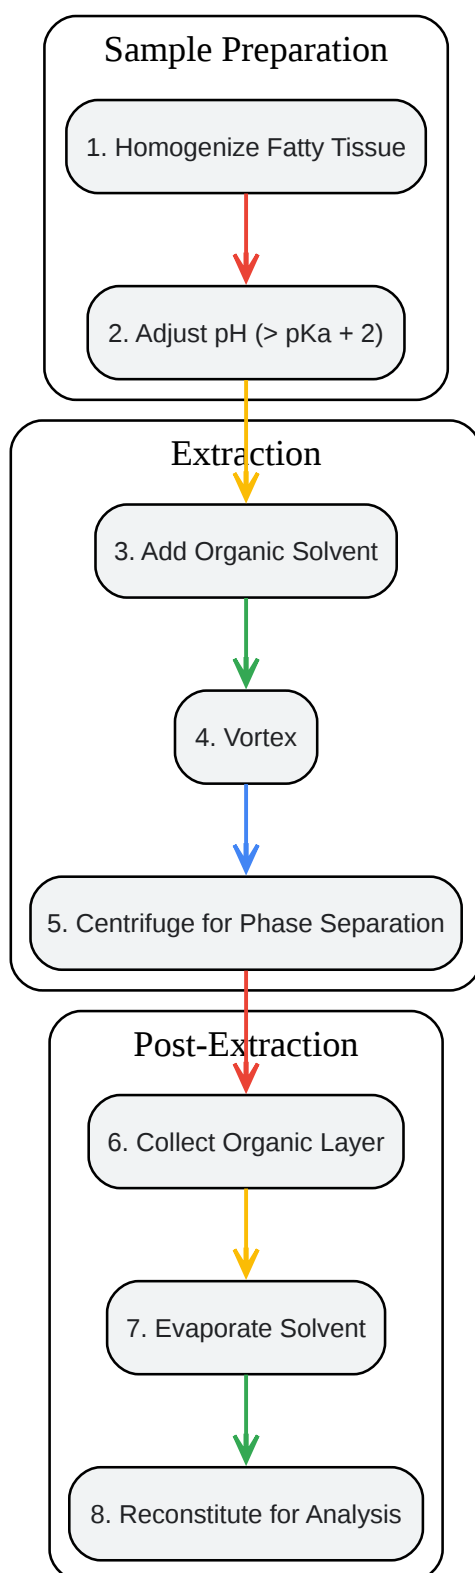 Sample Preparation
1. Homogenize Fatty Tissue
2. Adjust pH (> pKa + 2)
Extraction
3. Add Organic Solvent
4. Vortex
5. Centrifuge for Phase Separation
Post-Extraction
6. Collect Organic Layer
7. Evaporate Solvent
8. Reconstitute for Analysis